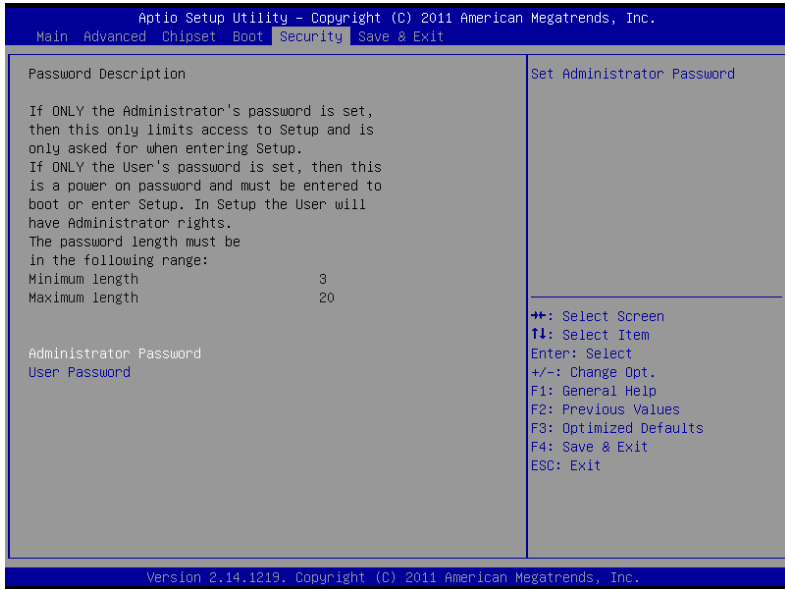 Aptio Setup Utility – Copyright (C) 2011 American Megatrends, Inc.
Main Advanced Chipset Boot Security Save & Exit
Password Description
If ONLY the Administrator's password is set,
then this only limits access to Setup and is
only asked for when entering Setup.
If ONLY the User's password is set, then this
is a power on password and must be entered to
boot or enter Setup. In Setup the User will
have Administrator rights.
The password length must be
in the following range:
Minimum length 3
Maximum length 20
Administrator Password
User Password
Set Administrator Password
→←: Select Screen
↑↓: Select Item
Enter: Select
+/-: Change Opt.
F1: General Help
F2: Previous Values
F3: Optimized Defaults
F4: Save & Exit
ESC: Exit
Version 2.14.1219. Copyright (C) 2011 American Megatrends, Inc.